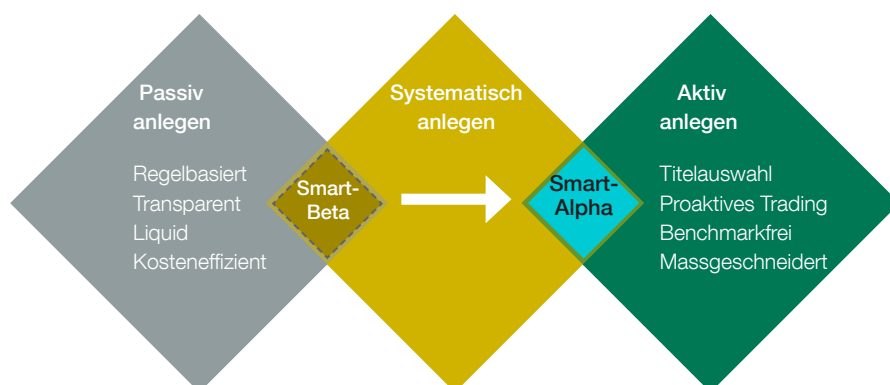 Passiv
anlegen
Regelbasiert
Transparent
Liquid
Kosteneffizient
Smart-
Beta
Systematisch
anlegen
Smart-
Alpha
Aktiv
anlegen
Titelauswahl
Proaktives Trading
Benchmarkfrei
Massgeschneidert